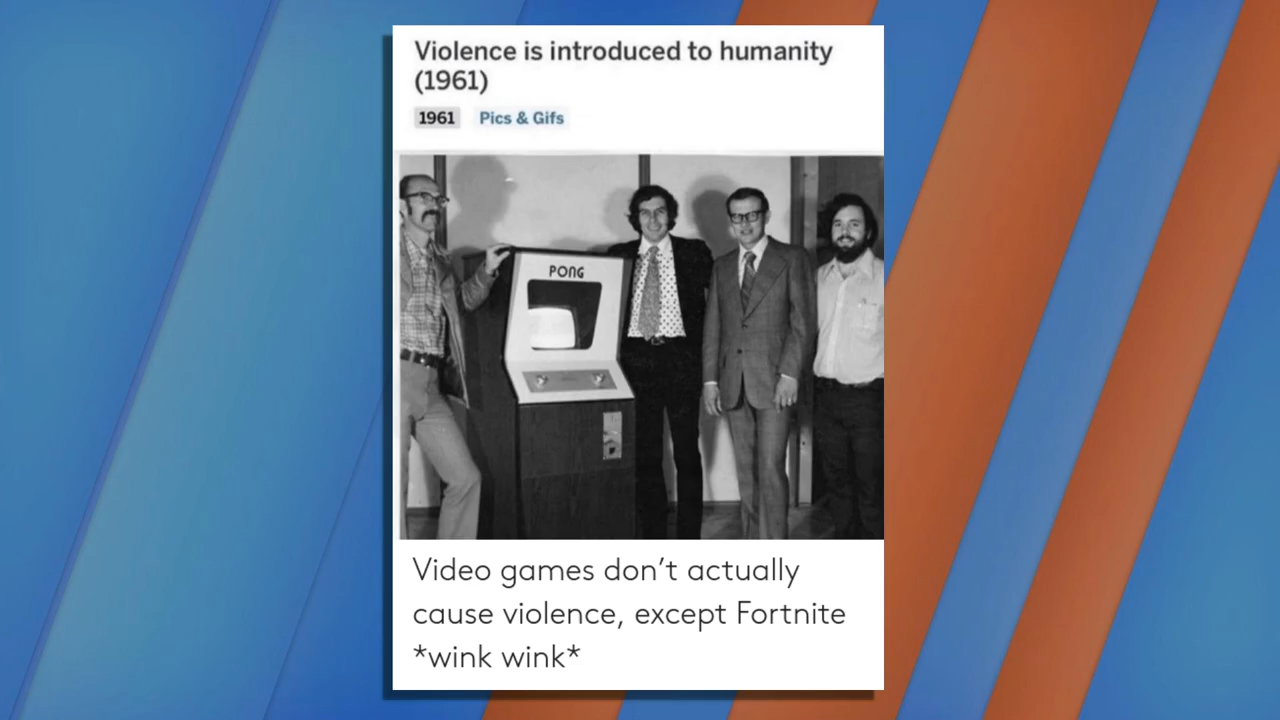 Violence is introduced to humanity
(1961)
1961 Pics & Gifs
PONG
Video games don’t actually
cause violence, except Fortnite
*wink wink*